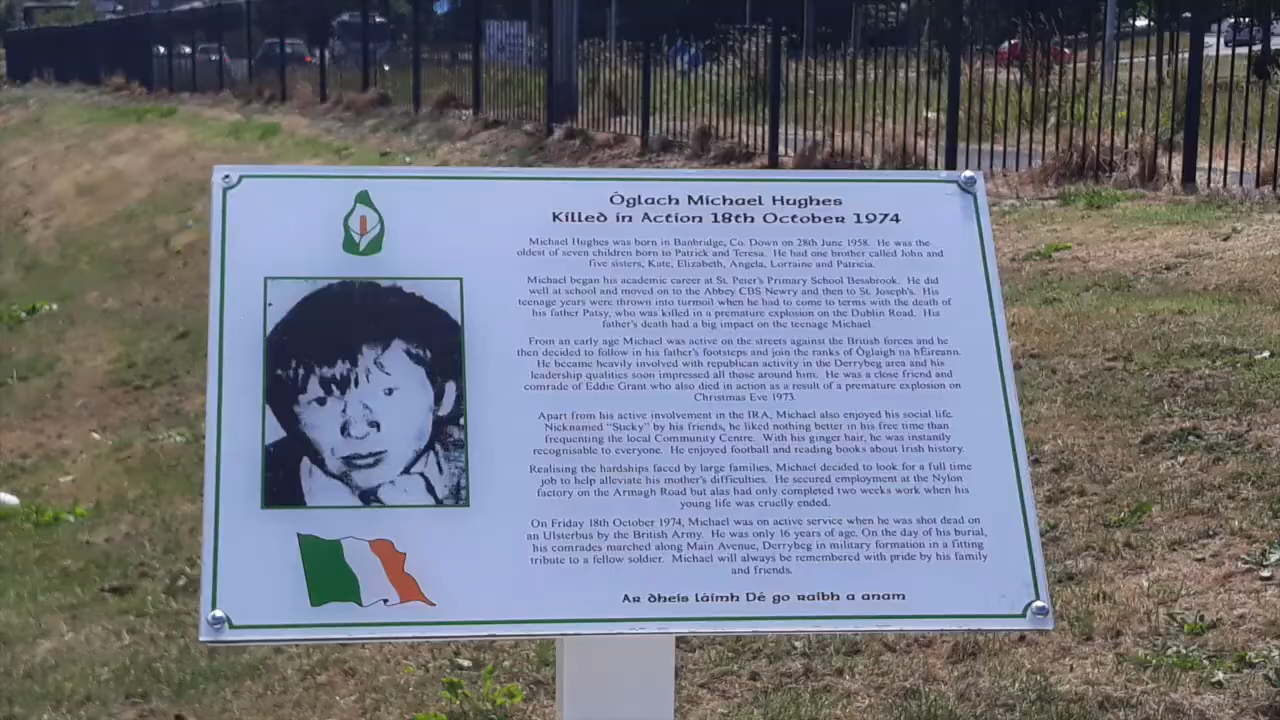 Óglach Michael Hughes
Killed in Action 18th October 1974
Michael Hughes was born in Banbridge, Co. Down on 28th June 1958. He was the
oldest of seven children born to Patrick and Teresa. He had one brother called John and
five sisters, Kate, Elizabeth, Angela, Lorraine and Patricia.
Michael began his academic career at St. Peter's Primary School Bessbrook. He did
well at school and moved on to the Abbey CBS Newry and then to St. Joseph's. His
teenage years were thrown into turmoil when he had to come to terms with the death of
his father Patsy, who was killed in a premature explosion on the Dublin Road. His
father's death had a big impact on the teenage Michael.
From an early age Michael was active on the streets against the British forces and he
then decided to follow in his father's footsteps and join the ranks of Óglaigh na hÉireann.
He became heavily involved with republican activity in the Derrybeg area and his
leadership qualities soon impressed all those around him. He was a close friend and
comrade of Eddie Grant who also died in action as a result of a premature explosion on
Christmas Eve 1973.
Apart from his active involvement in the IRA, Michael also enjoyed his social life.
Nicknamed "Sticky" by his friends, he liked nothing better in his free time than
frequenting the local Community Centre. With his ginger hair, he was instantly
recognisable to everyone. He enjoyed football and reading books about Irish history.
Realising the hardships faced by large families, Michael decided to look for a full time
job to help alleviate his mother's difficulties. He secured employment at the Nylon
factory on the Armagh Road but alas had only completed two weeks work when his
young life was cruelly ended.
On Friday 18th October 1974, Michael was on active service when he was shot dead on
an Ulsterbus by the British Army. He was only 16 years of age. On the day of his burial,
his comrades marched along Main Avenue, Derrybeg in military formation in a fitting
tribute to a fellow soldier. Michael will always be remembered with pride by his family
and friends.
Ar dheis láimh Dé go raibh a anam